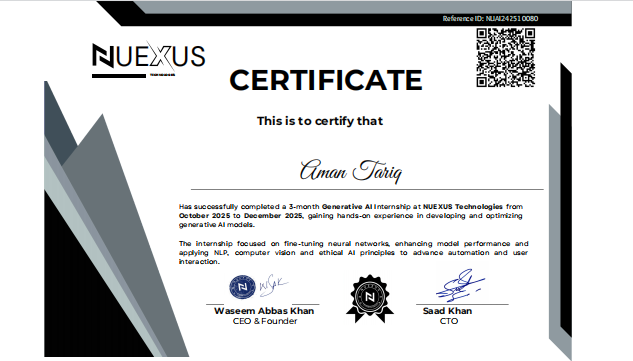 Reference ID: NUAI242510080
NUEXUS
TECHNOLOGIES
CERTIFICATE
This is to certify that
Aman Tariq
Has successfully completed a 3-month Generative AI Internship at NUEXUS Technologies from
October 2025 to December 2025, gaining hands-on experience in developing and optimizing
generative AI models.
The internship focused on fine-tuning neural networks, enhancing model performance and
applying NLP, computer vision and ethical AI principles to advance automation and user
interaction.
Waseem Abbas Khan
CEO & Founder
Saad Khan
CTO